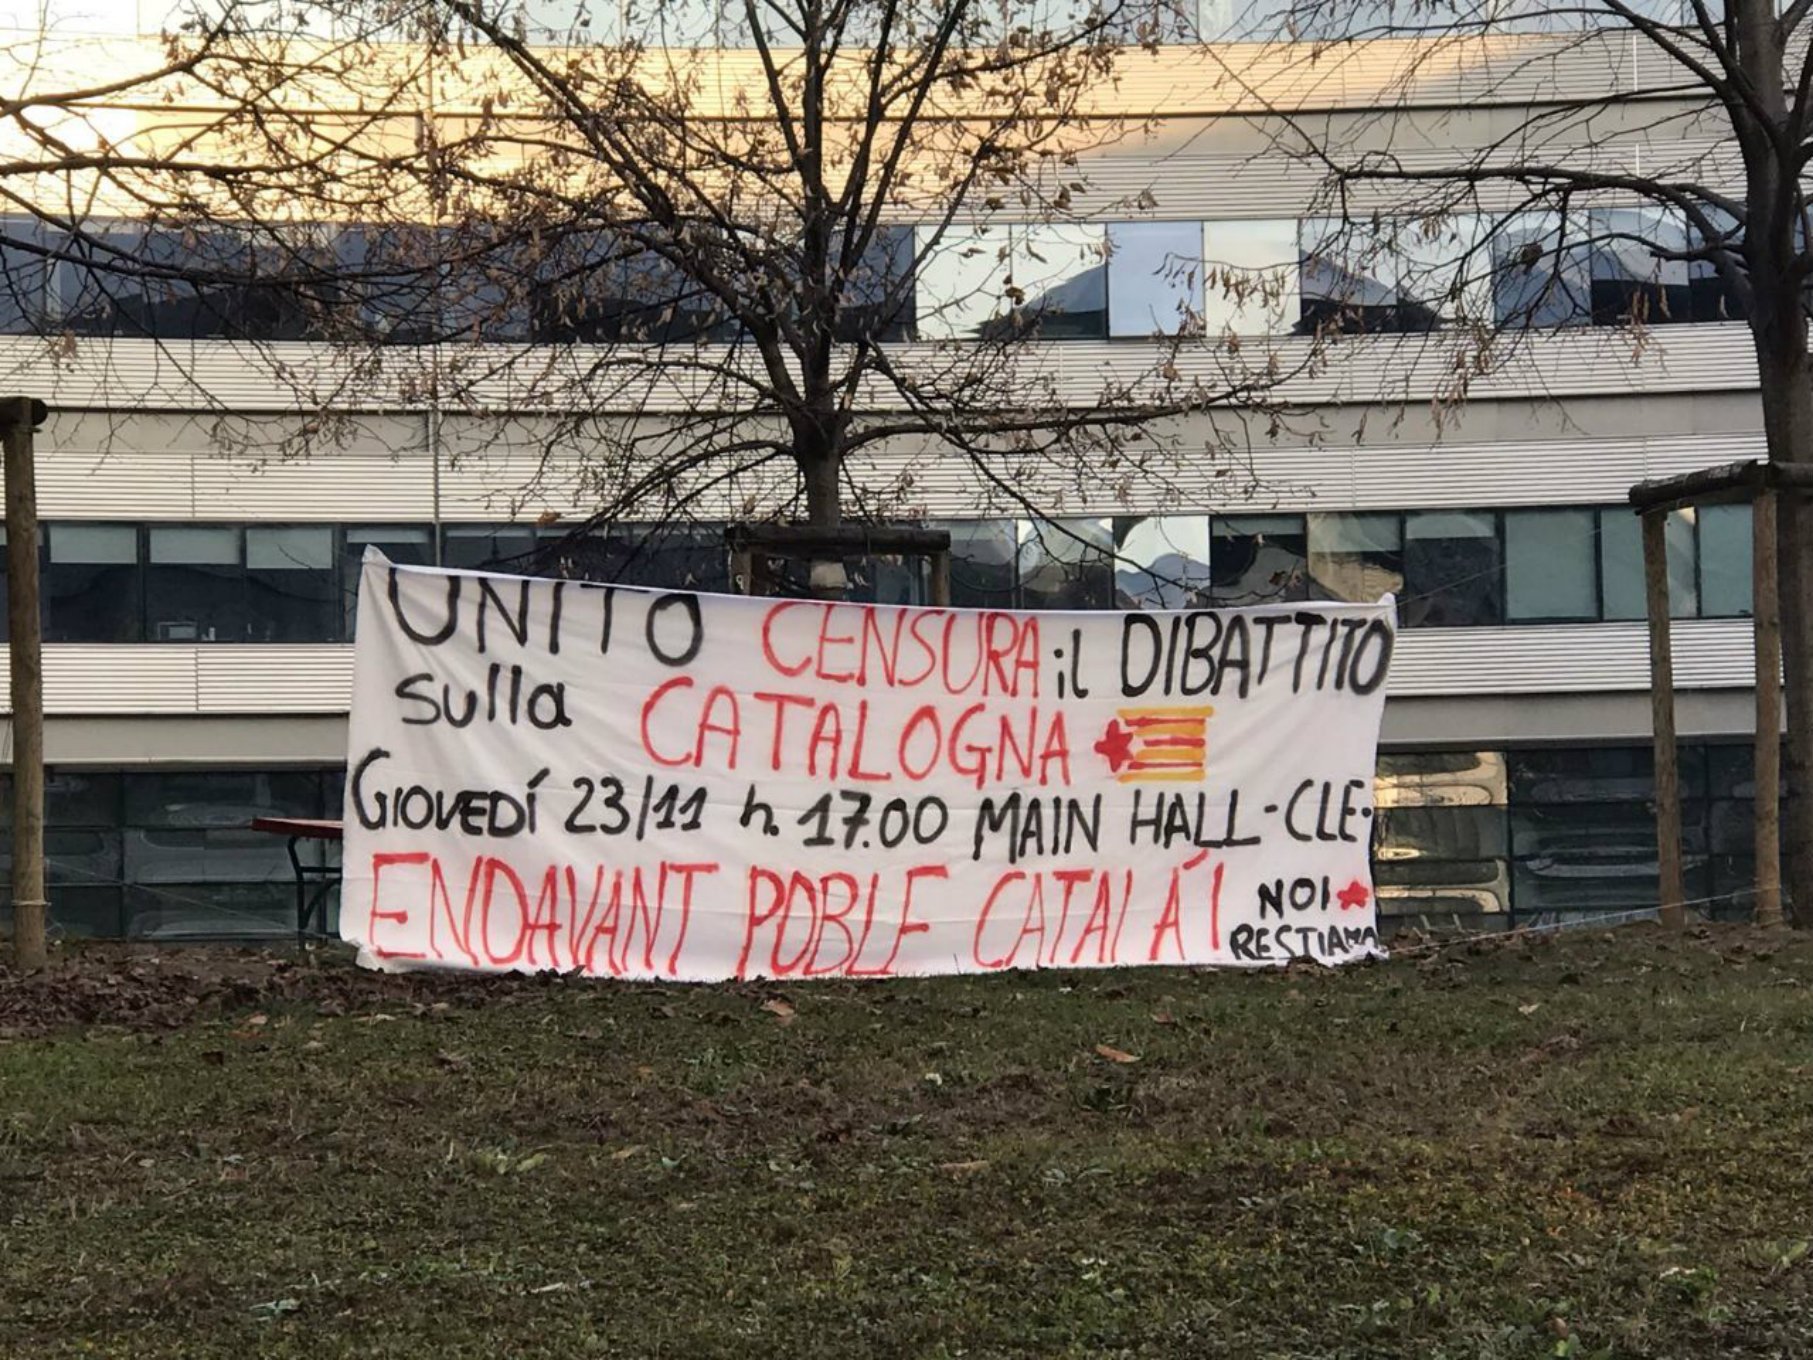 UNITO CENSURA il DIBATTITO
sulla CATALOGNA
GIOVEDÍ 23/11 h. 17.00 MAIN HALL-CLE-
ENDAVANT POBLE CATALÁ!
NOI
RESTIAMO